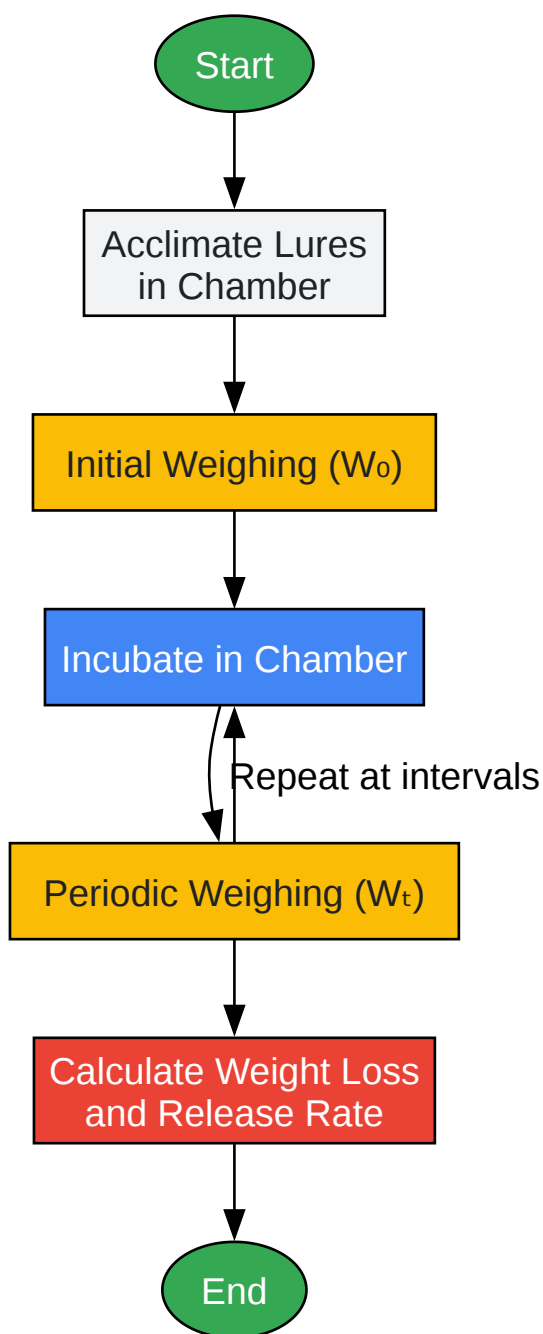 Start
Acclimate Lures
in Chamber
Initial Weighing (W₀)
Incubate in Chamber
Repeat at intervals
Periodic Weighing (Wₜ)
Calculate Weight Loss
and Release Rate
End